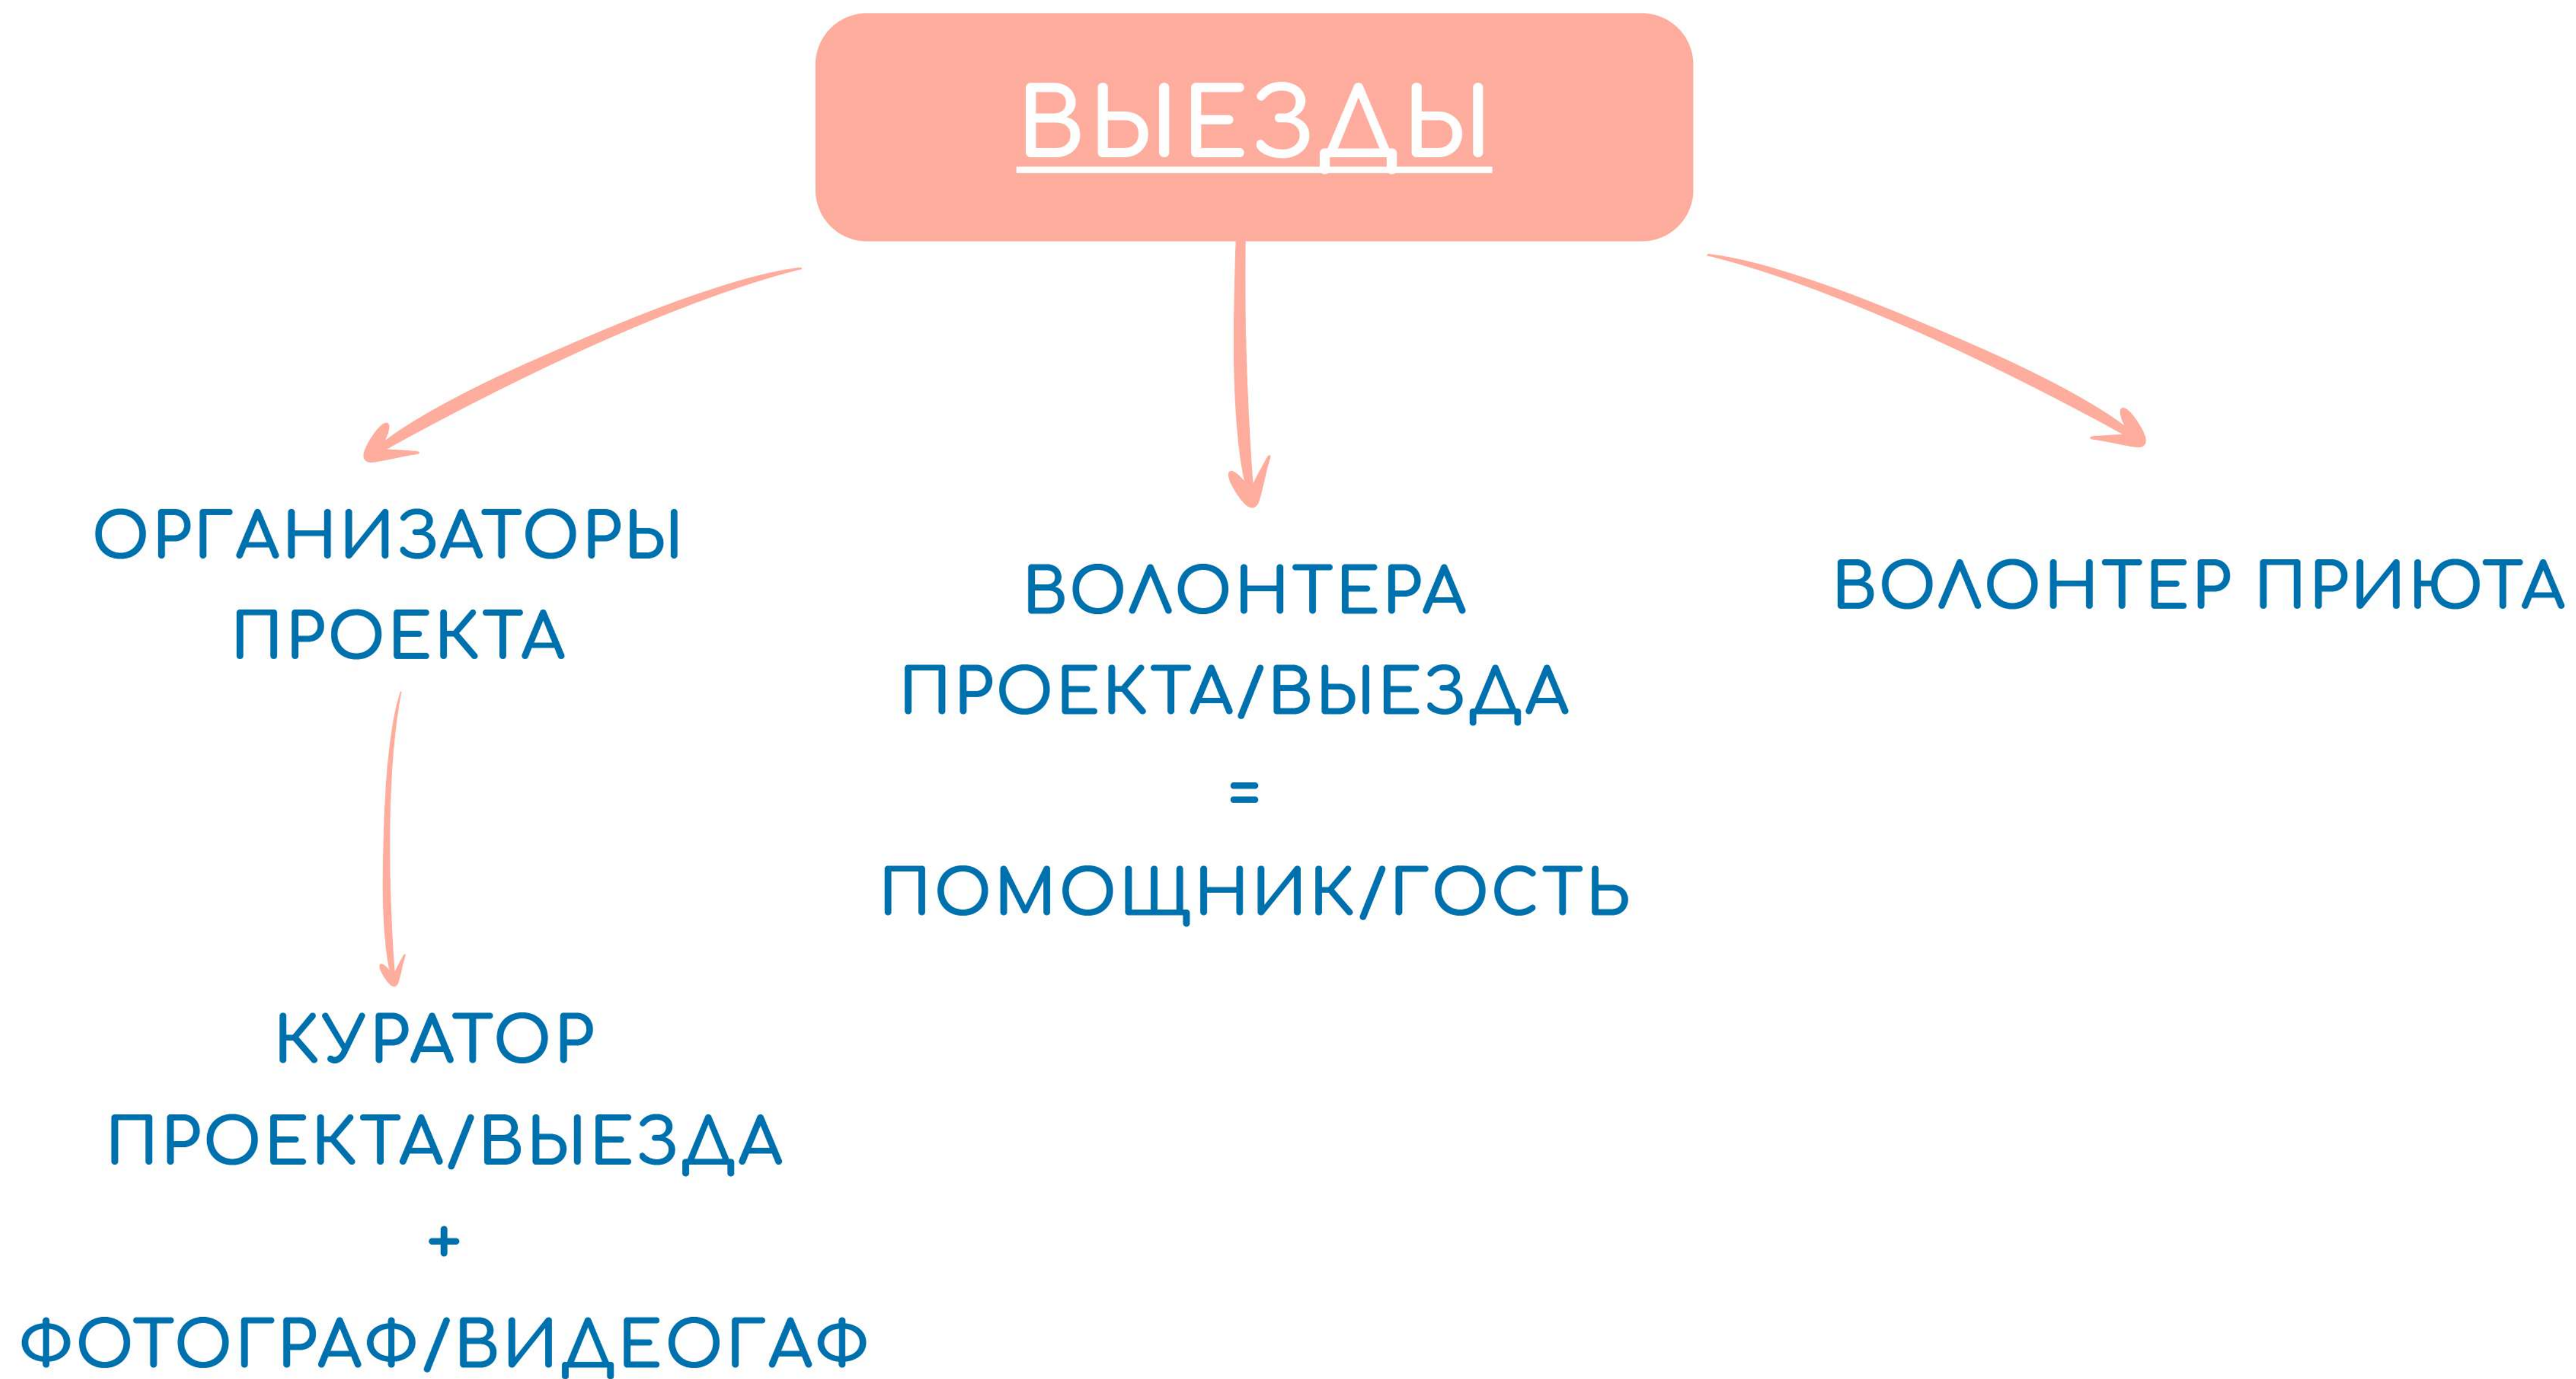 ВЫЕЗДЫ
ОРГАНИЗАТОРЫ
ПРОЕКТА
КУРАТОР
ПРОЕКТА/ВЫЕЗДА
+
ФОТОГРАФ/ВИДЕОГАФ
ВОЛОНТЕРА
ПРОЕКТА/ВЫЕЗДА
=
ПОМОЩНИК/ГОСТЬ
ВОЛОНТЕР ПРИЮТА